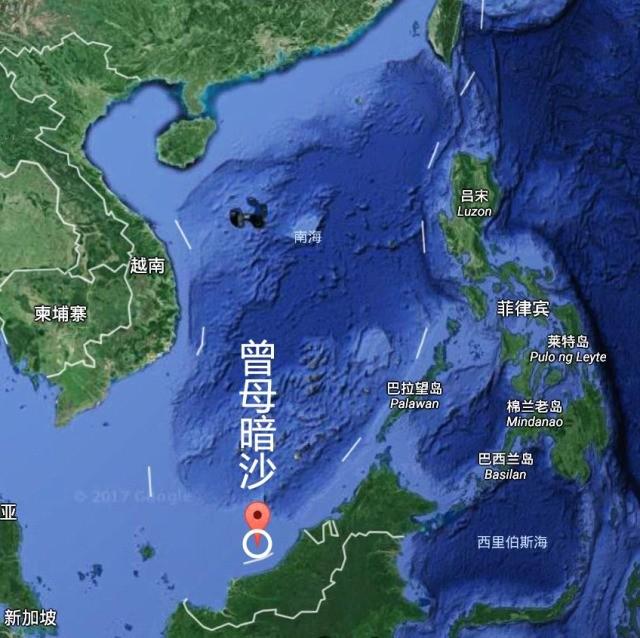 吕宋
Luzon
南海
越南
柬埔寨
菲律宾
莱特岛
Pulo ng Leyte
曾母暗沙
巴拉望岛
Palawan
棉兰老岛
Mindanao
巴西兰岛
Basilan
© 2017 Google
亚
西里伯斯海
新加坡